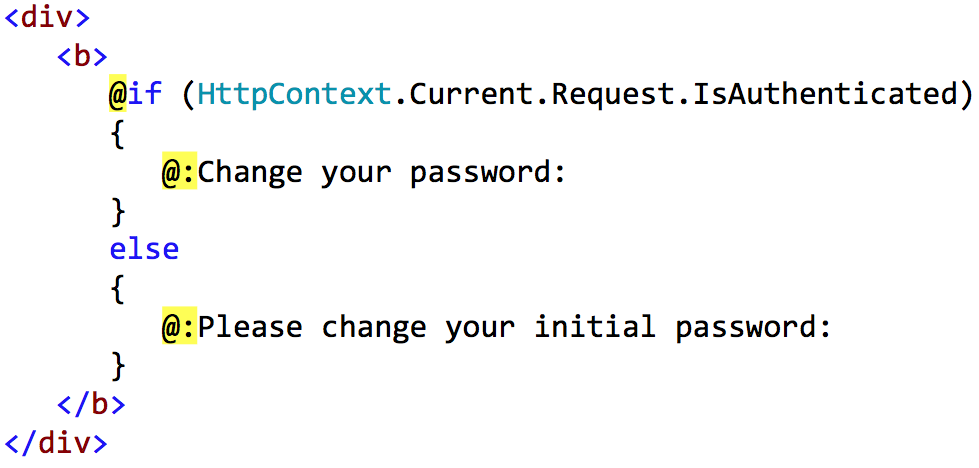 <div>
<b>
@if (HttpContext.Current.Request.IsAuthenticated)
{
@:Change your password:
}
else
{
@:Please change your initial password:
}
</b>
</div>